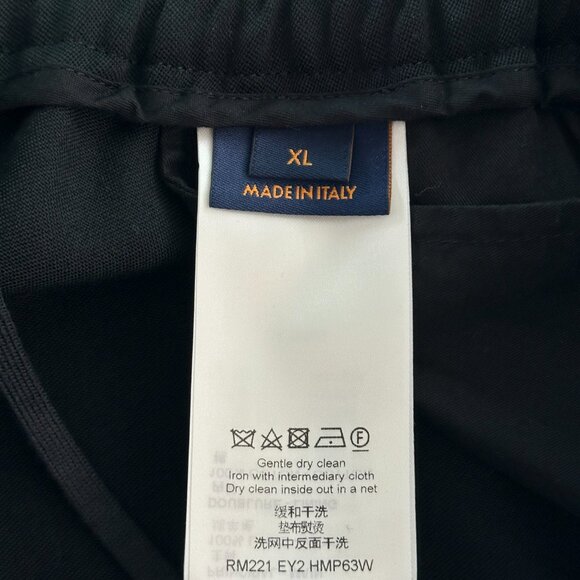 XL
MADE IN ITALY
F
Gentle dry clean
Iron with intermediary cloth
Dry clean inside out in a net
缓和干洗
垫布熨烫
洗网中反面干洗
RM221 EY2 HMP63W